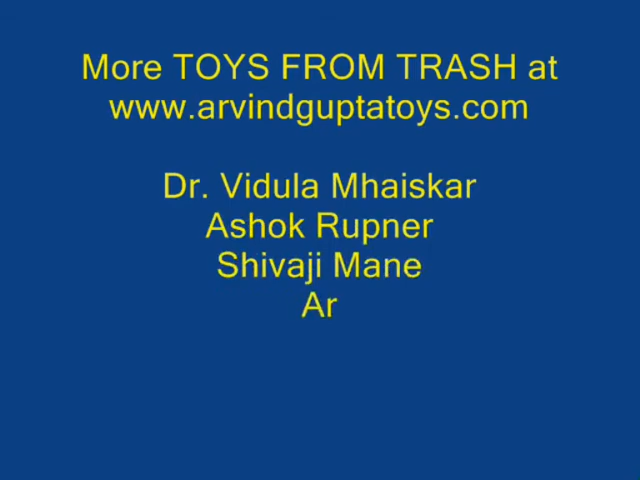 More TOYS FROM TRASH at
www.arvindguptatoys.com
Dr. Vidula Mhaiskar
Ashok Rupner
Shivaji Mane
Ar